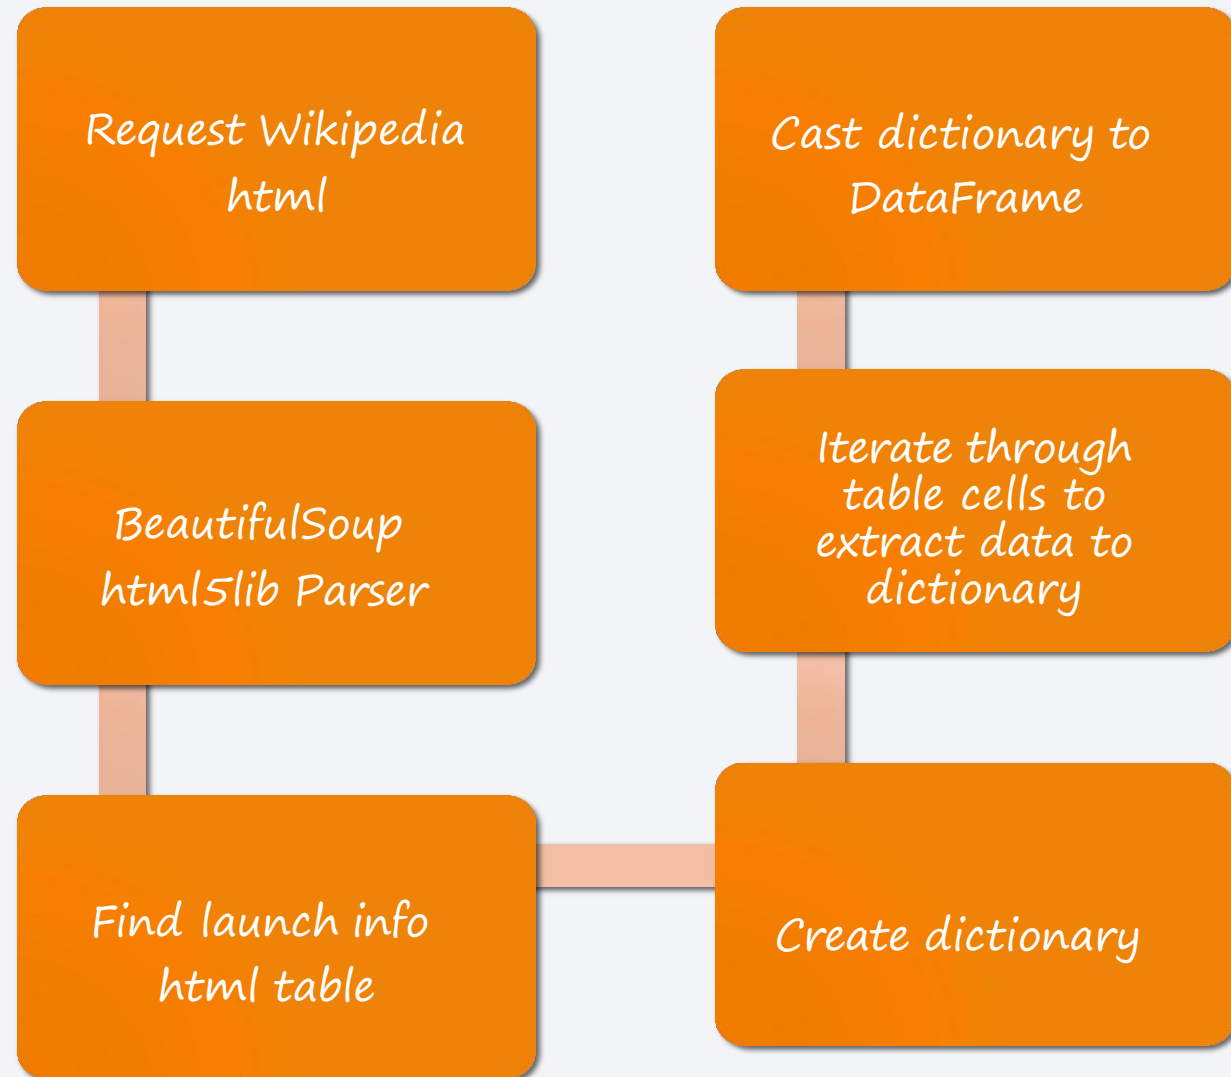 Request Wikipedia
html
BeautifulSoup
html5lib Parser
Find launch info
html table
Create dictionary
Iterate through
table cells to
extract data to
dictionary
Cast dictionary to
DataFrame